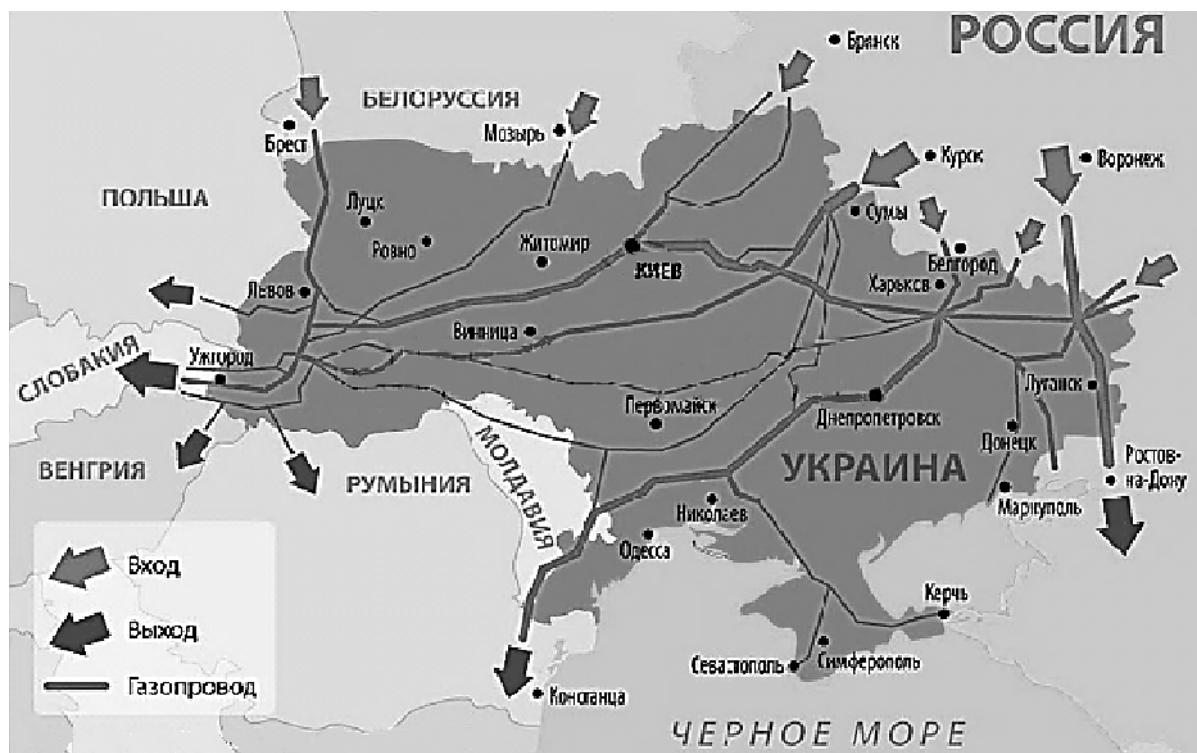 РОССИЯ
Брянск
БЕЛОРУССИЯ
Мозырь
Брест
Курск
Воронеж
ПОЛЬША
Луцк
Ровно
Житомир
КИЕВ
Сумы
Белгород
Харьков
Львов
Винница
СЛОВАКИЯ
Ужгород
Первомайск
Днепропетровск
Луганск
Донецк
ВЕНГРИЯ
РУМЫНИЯ
МОЛДАВИЯ
УКРАИНА
Ростов-
на-Дону
Мариуполь
Николаев
Одесса
Вход
Выход
Газопровод
Керчь
Севастополь
Симферополь
Констанца
ЧЕРНОЕ МОРЕ